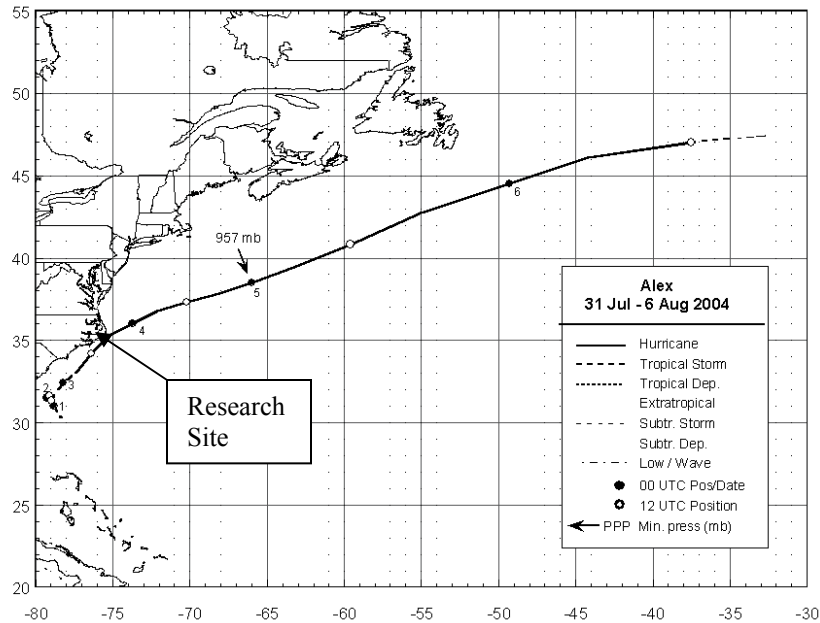 55
50
45
40
35
30
25
20
-80 -75 -70 -65 -60 -55 -50 -45 -40 -35 -30
957 mb
6
5
4
3
2
1
Research
Site
Alex
31 Jul - 6 Aug 2004
Hurricane
Tropical Storm
Tropical Dep.
Extratropical
Subtr. Storm
Subtr. Dep.
Low / Wave
00 UTC Pos/Date
12 UTC Position
PPP Min. press (mb)